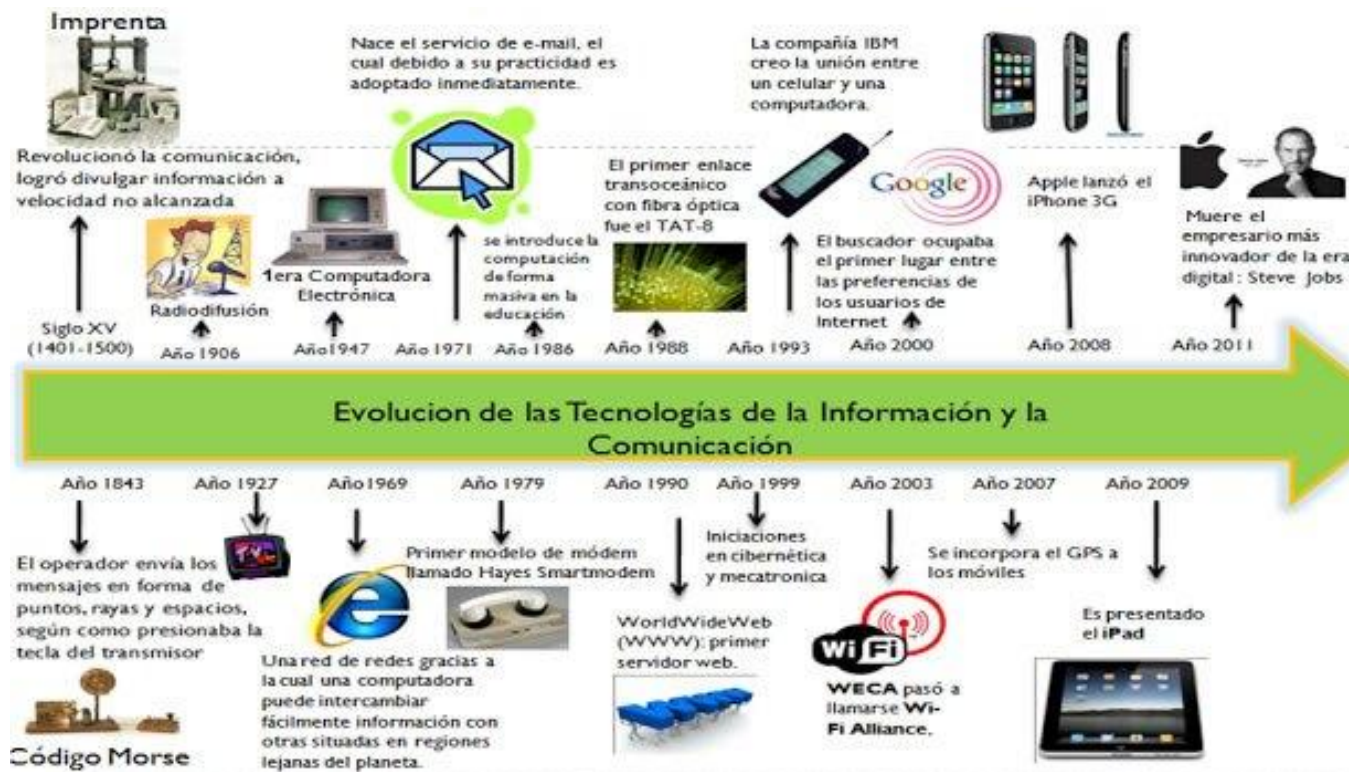 Imprenta
Revolucionó la comunicación,
logró divulgar información a
velocidad no alcanzada
Siglo XV
(1401-1500)
Radiodifusión
Año 1906
1era Computadora
Electrónica
Año1947
Nace el servicio de e-mail, el
cual debido a su practicidad es
adoptado inmediatamente.
Año 1971
se introduce la
computación
de forma
masiva en la
educación
Año 1986
El primer enlace
transoceánico
con fibra óptica
fue el TAT-8
Año 1988
La compañía IBM
creo la unión entre
un celular y una
computadora.
Año 1993
Google
El buscador ocupaba
el primer lugar entre
las preferencias de
los usuarios de
Internet
Año 2000
Apple lanzó el
iPhone 3G
Año 2008
Muere el
empresario más
innovador de la era
digital : Steve Jobs
Año 2011
Evolucion de las Tecnologías de la Información y la
Comunicación
Año 1843
El operador envía los
mensajes en forma de
puntos, rayas y espacios,
según como presionaba la
tecla del transmisor
Código Morse
Año 1927
Año1969
Una red de redes gracias a
la cual una computadora
puede intercambiar
fácilmente información con
otras situadas en regiones
lejanas del planeta.
Año 1979
Primer modelo de módem
llamado Hayes Smartmodem
Año 1990
WorldWideWeb
(WWW): primer
servidor web.
Año 1999
Iniciaciones
en cibernética
y mecatronica
Año 2003
Wi Fi
WECA pasó a
llamarse Wi-
Fi Alliance.
Año 2007
Se incorpora el GPS a
los móviles
Año 2009
Es presentado
el iPad